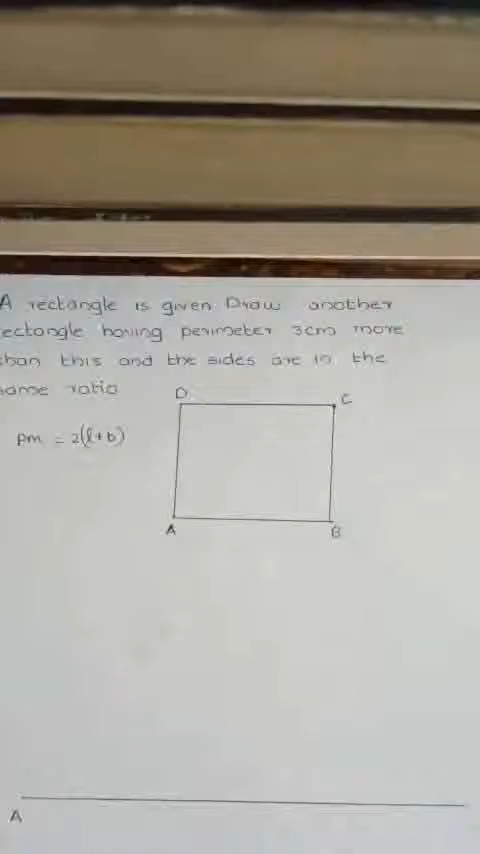 A rectangle is given Draw another
ectangle having perimeter 3cm more
than this and the sides are in the
same ratio
D C
Pm = 2(l+b)
A B
A